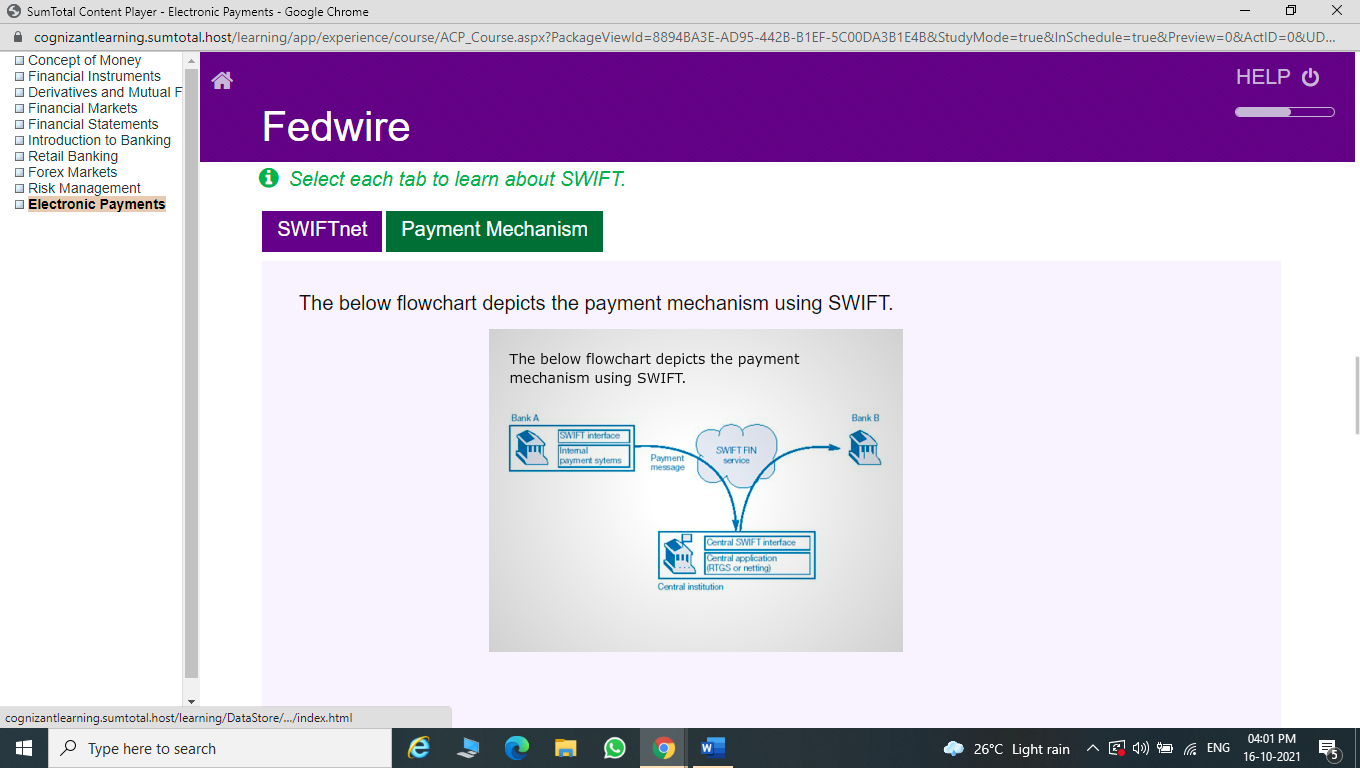 SumTotal Content Player - Electronic Payments - Google Chrome
cognizantlearning.sumtotal.host/learning/app/experience/course/ACP_Course.aspx?PackageViewId=8894BA3E-AD95-442B-B1EF-5C00DA3B1E4B&StudyMode=true&InSchedule=true&Preview=0&ActID=0&UD...
Concept of Money
Financial Instruments
Derivatives and Mutual F
Financial Markets
Financial Statements
Introduction to Banking
Retail Banking
Forex Markets
Risk Management
Electronic Payments
HELP
Fedwire
Select each tab to learn about SWIFT.
SWIFTnet
Payment Mechanism
The below flowchart depicts the payment mechanism using SWIFT.
The below flowchart depicts the payment
mechanism using SWIFT.
Bank A
SWIFT interface
Internal
payment sytems
Payment
message
SWIFT FIN
service
Bank B
Central SWIFT interface
Central application
(RTGS or netting)
Central institution
cognizantlearning.sumtotal.host/learning/DataStore/.../index.html
Type here to search
26°C Light rain
ENG
04:01 PM
16-10-2021
5